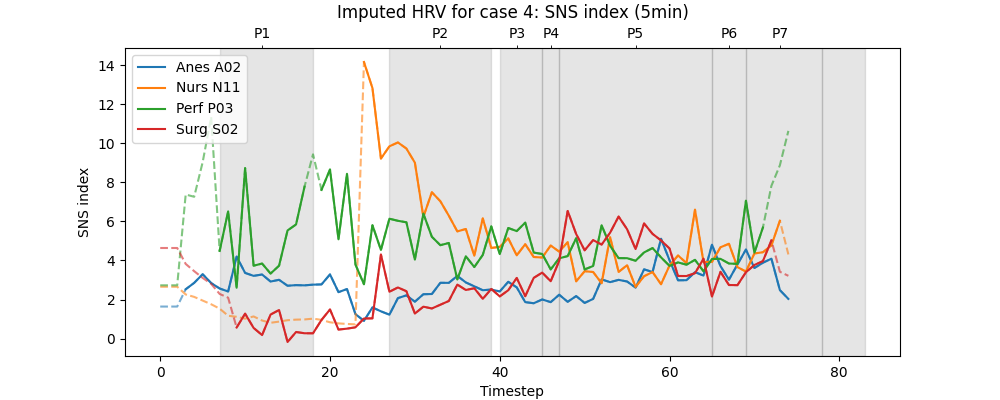 Imputed HRV for case 4: SNS index (5min)
P1 P2 P3 P4 P5 P6 P7
Anes A02
Nurs N11
Perf P03
Surg S02
SNS index
14
12
10
8
6
4
2
0
0 20 40 60 80
Timestep